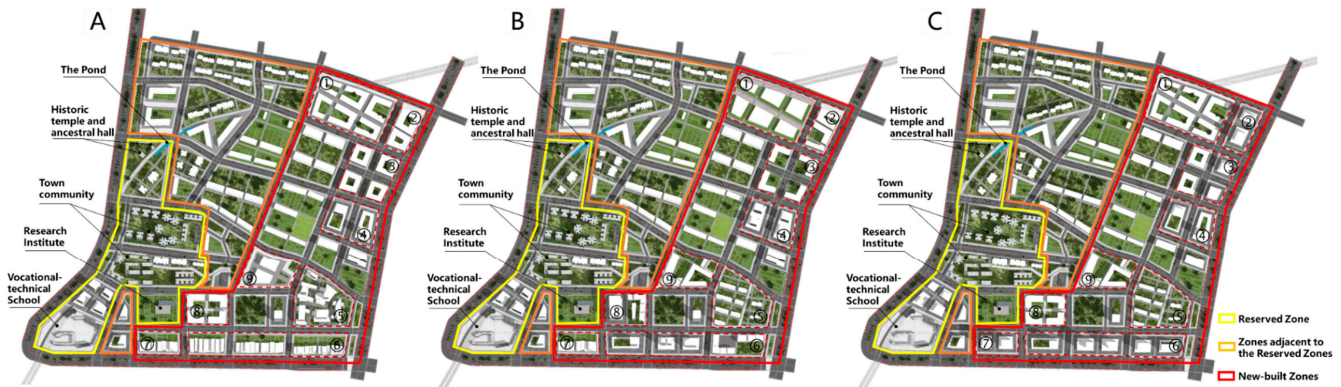 A
The Pond
Historic
temple and
ancestral hall
Town
community
Research
Institute
Vocational-
technical
School
①
②
③
④
⑨
⑧
⑤
⑦
⑥
B
The Pond
Historic
temple and
ancestral hall
Town
community
Research
Institute
Vocational-
technical
School
①
②
③
④
⑨
⑧
⑤
⑦
⑥
C
The Pond
Historic
temple and
ancestral hall
Town
community
Research
Institute
Vocational-
technical
School
①
②
③
④
⑨
⑧
⑤
⑦
⑥
Reserved Zone
Zones adjacent to
the Reserved Zones
New-built Zones